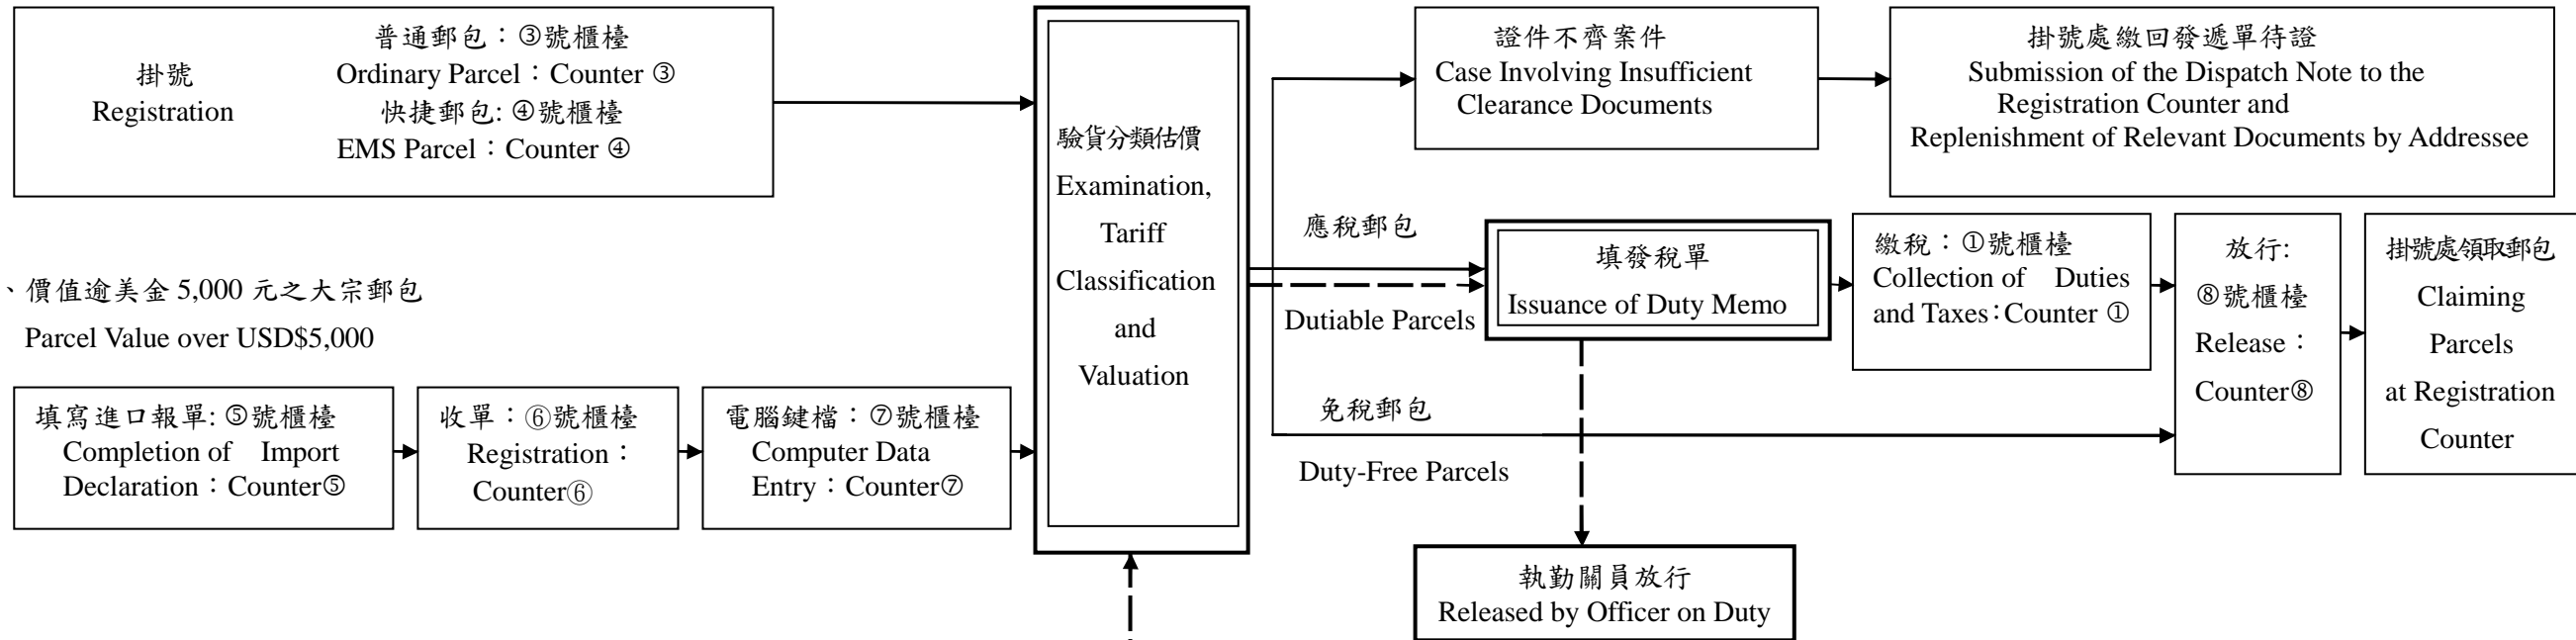 掛號
Registration
普通郵包：③號櫃檯
Ordinary Parcel：Counter ③
快捷郵包: ④號櫃檯
EMS Parcel：Counter ④
、價值逾美金 5,000 元之大宗郵包
Parcel Value over USD$5,000
填寫進口報單: ⑤號櫃檯
Completion of Import
Declaration：Counter⑤
收單：⑥號櫃檯
Registration：
Counter⑥
電腦鍵檔：⑦號櫃檯
Computer Data
Entry：Counter⑦
驗貨分類估價
Examination,
Tariff
Classification
and
Valuation
證件不齊案件
Case Involving Insufficient
Clearance Documents
掛號處繳回發遞單待證
Submission of the Dispatch Note to the
Registration Counter and
Replenishment of Relevant Documents by Addressee
應稅郵包
Dutiable Parcels
填發稅單
Issuance of Duty Memo
繳稅：①號櫃檯
Collection of Duties
and Taxes：Counter ①
放行:
⑧號櫃檯
Release：
Counter⑧
掛號處領取郵包
Claiming
Parcels
at Registration
Counter
免稅郵包
Duty-Free Parcels
執勤關員放行
Released by Officer on Duty